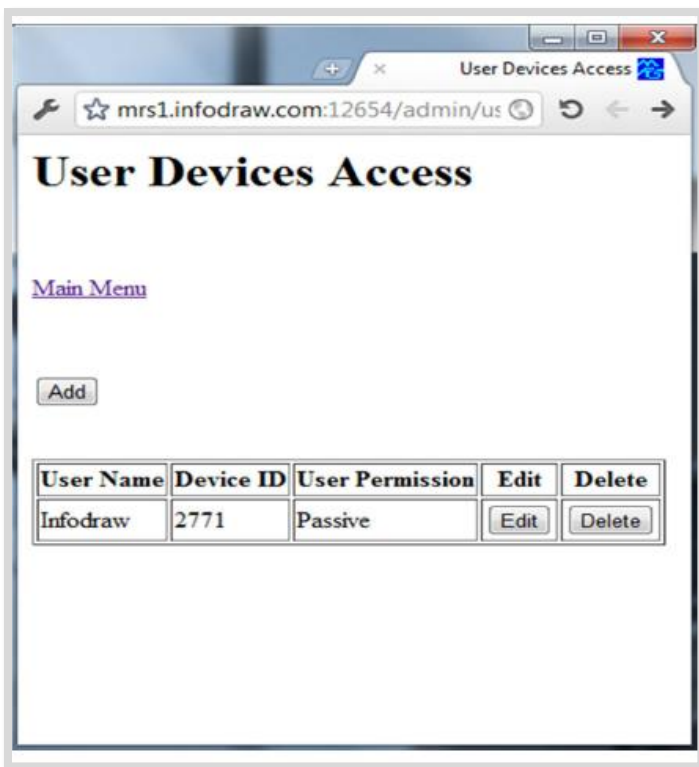 User Devices Access
mrs1.infodraw.com:12654/admin/us
User Devices Access
Main Menu
Add
User Name Device ID User Permission Edit Delete
Infodraw 2771 Passive Edit Delete